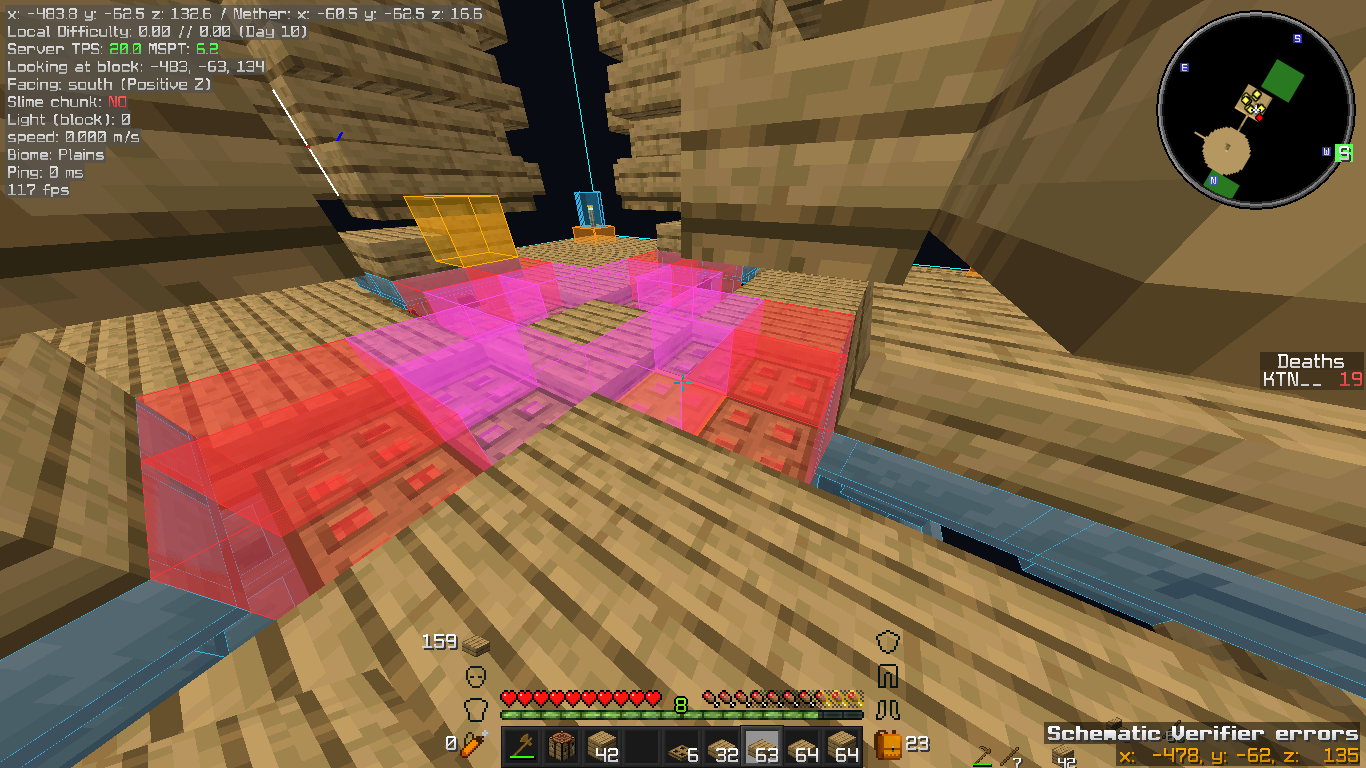 x: -483.8 y: -62.5 z: 132.6 / Nether: x: -60.5 y: -62.5 z: 16.6
Local Difficulty: 0.00 // 0.00 (Day 10)
Server TPS: 20.0 MSPT: 6.2
Looking at block: -483, -63, 134
Facing: south (Positive Z)
Slime chunk: NO
Light (block): 0
speed: 0.000 m/s
Biome: Plains
Ping: 0 ms
117 fps
S
E
W
S
N
Deaths
KTN__ 19
159
8
0
42
6
32
63
64
64
23
7
42
Schematic Verifier errors
x: -478, y: -62, z: 135